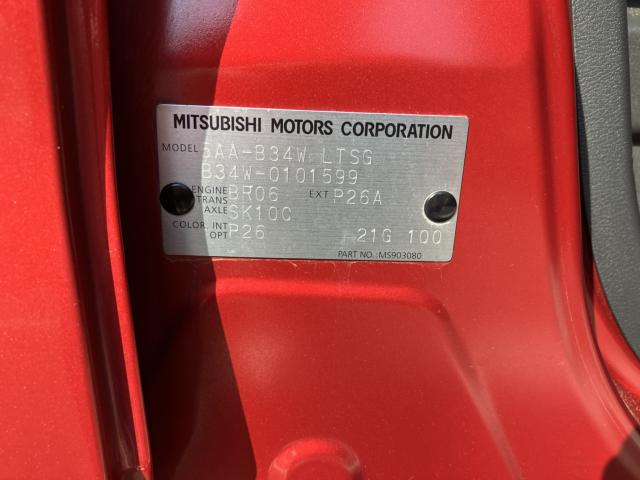 MITSUBISHI MOTORS CORPORATION
MODEL 5AA-B34W LTSG
B34W-0101599
ENGINE BR06 EXT P26A
TRANS AXLE SK10C
COLOR. INT P26
OPT 21G 100
PART NO.: MS903080